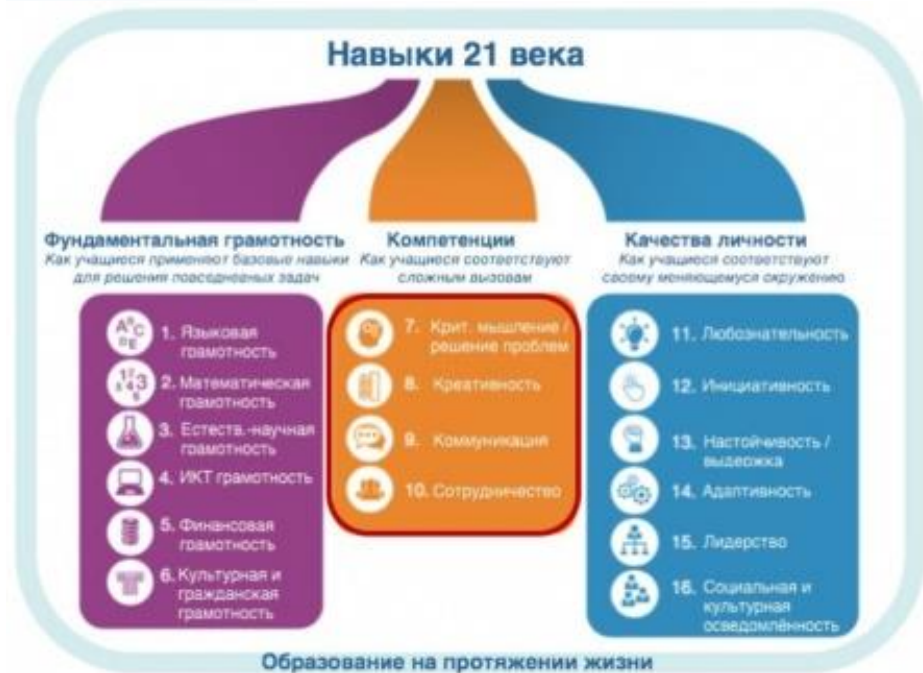 Навыки 21 века
Фундаментальная грамотность
Как учащиеся применяют базовые навыки
для решения повседневных задач
1. Языковая
грамотность
2. Математическая
грамотность
3. Естеств.-научная
грамотность
4. ИКТ грамотность
5. Финансовая
грамотность
6. Культурная и
гражданская
грамотность
Компетенции
Как учащиеся соответствуют
сложным вызовам
7. Крит. мышление /
решение проблем
8. Креативность
9. Коммуникация
10. Сотрудничество
Качества личности
Как учащиеся соответствуют
своему меняющемуся окружению
11. Любознательность
12. Инициативность
13. Настойчивость /
выдержка
14. Адаптивность
15. Лидерство
16. Социальная и
культурная
осведомлённость
Образование на протяжении жизни